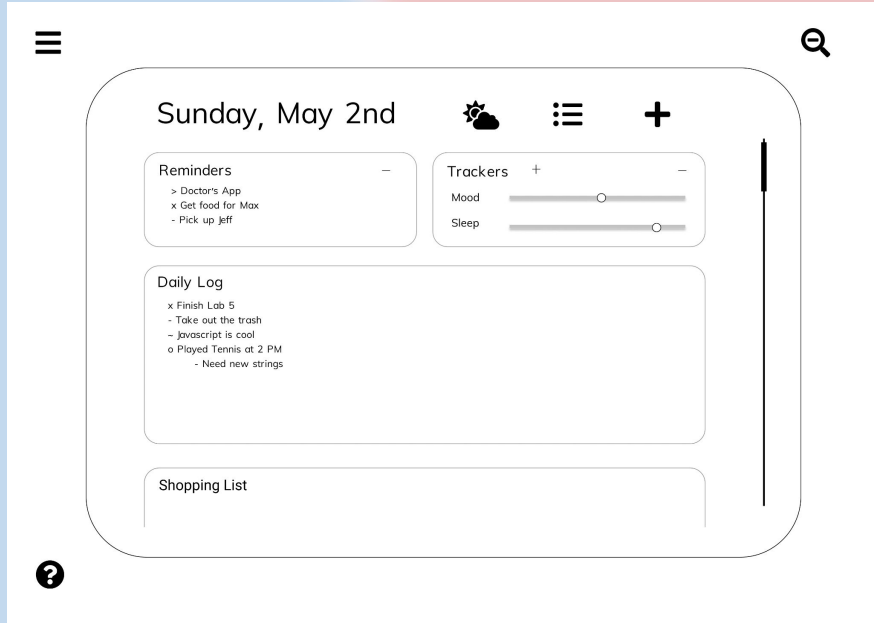 Sunday, May 2nd
Reminders
> Doctor's App
x Get food for Max
- Pick up Jeff
Trackers
Mood
Sleep
Daily Log
x Finish Lab 5
- Take out the trash
~ Javascript is cool
o Played Tennis at 2 PM
- Need new strings
Shopping List